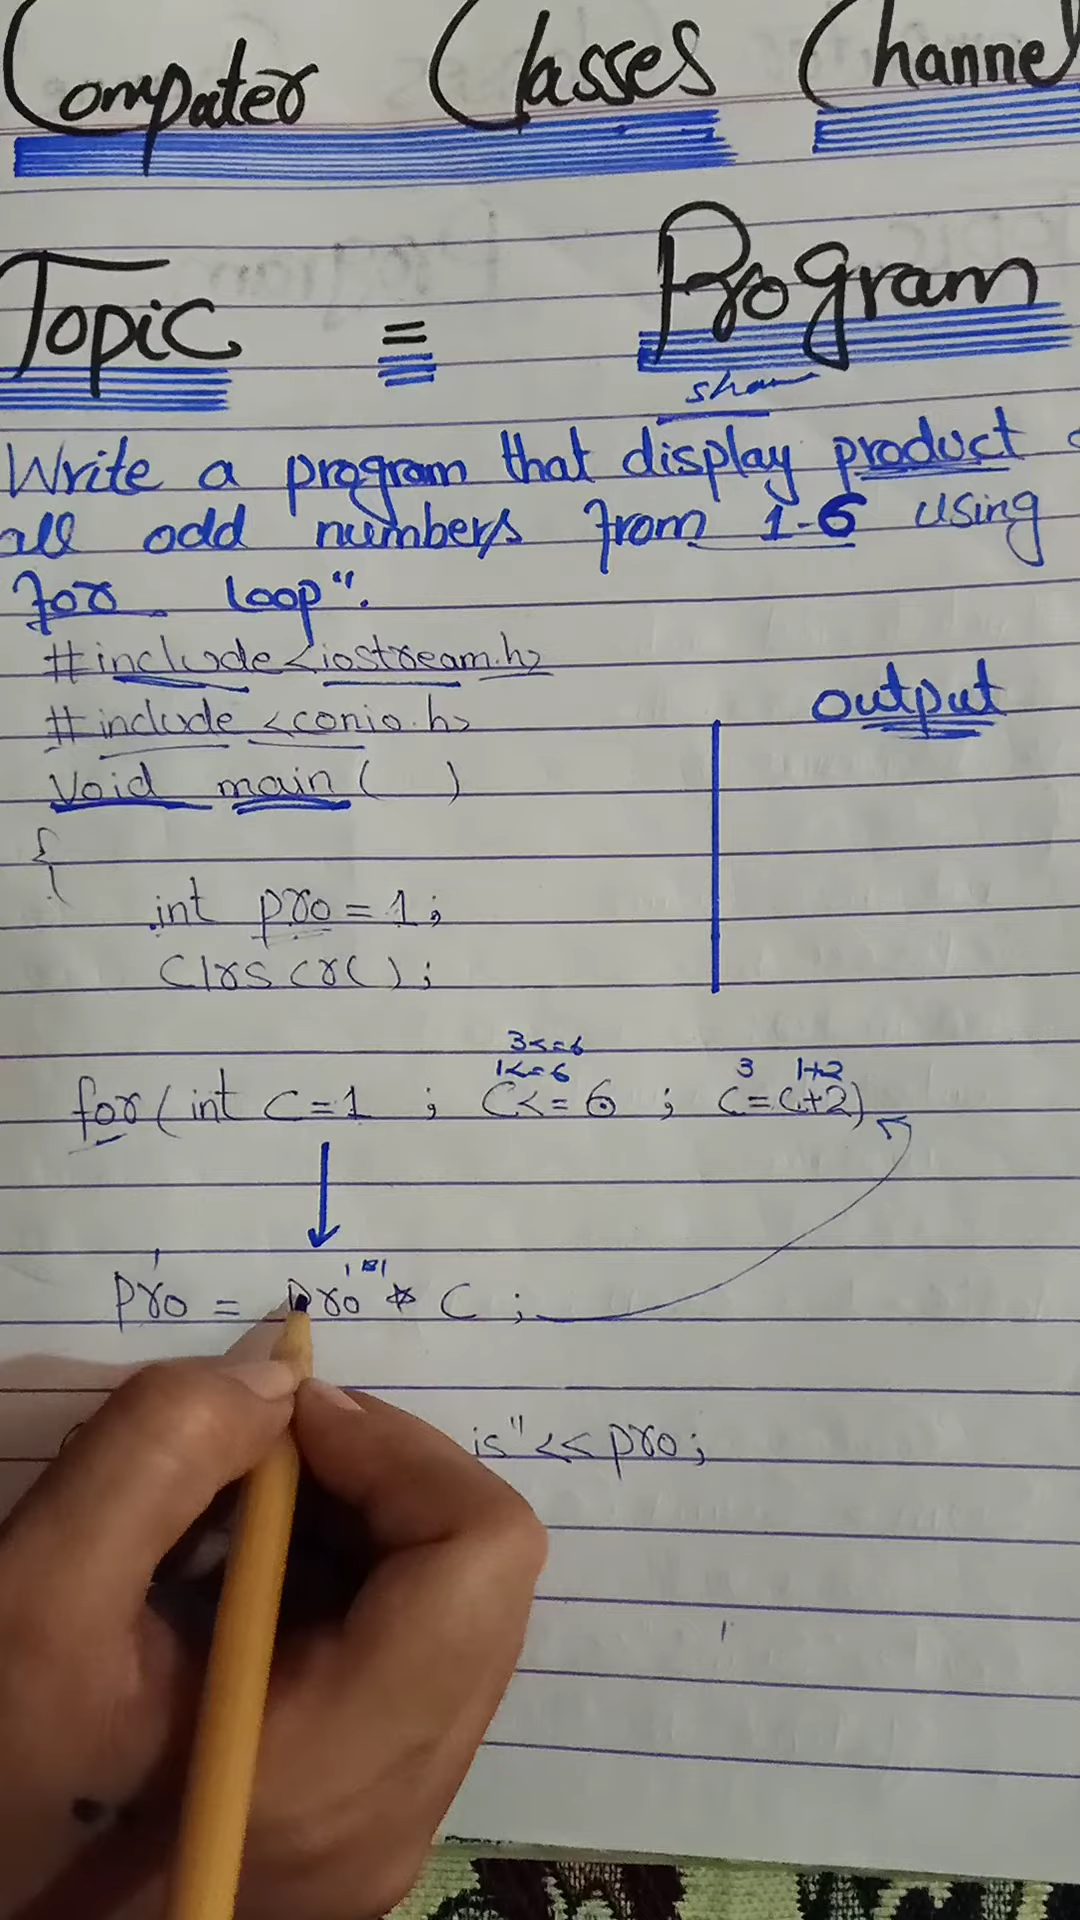 Computer Classes Channel
Topic = Program
show
Write a program that display product
all odd numbers from 1-6 using
for loop".
#include<iostream.h>
#include <conio.h>
Void main ( )
output
{
int pro = 1;
Clrscr();
3<=6
1<=6 3 1+2
for( int C=1 ; C<=6 ; C=C+2)
1 1*1
pro = pro * C ;
is"<<pro;